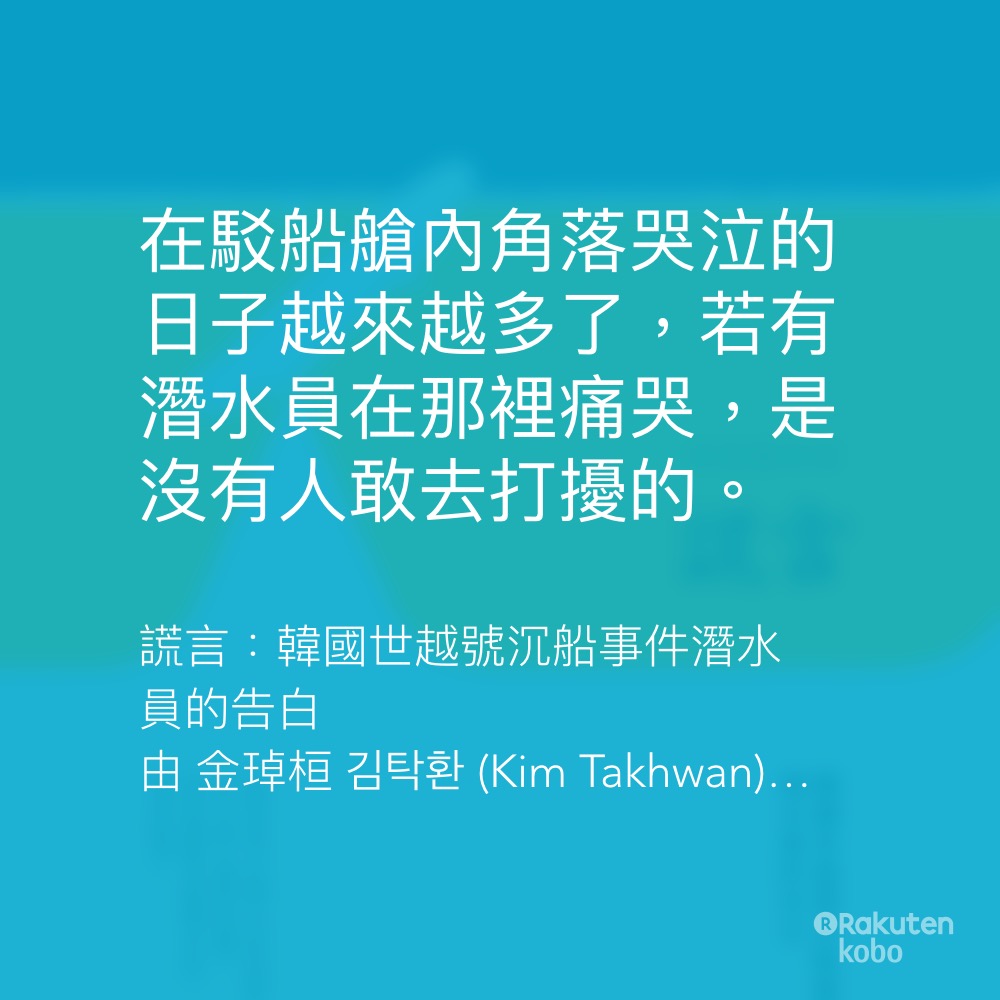 在駁船艙內角落哭泣的
日子越來越多了，若有
潛水員在那裡痛哭，是
沒有人敢去打擾的。
謊言：韓國世越號沉船事件潛水
員的告白
由 金琸桓 김탁환 (Kim Takhwan)…
Rakuten
kobo